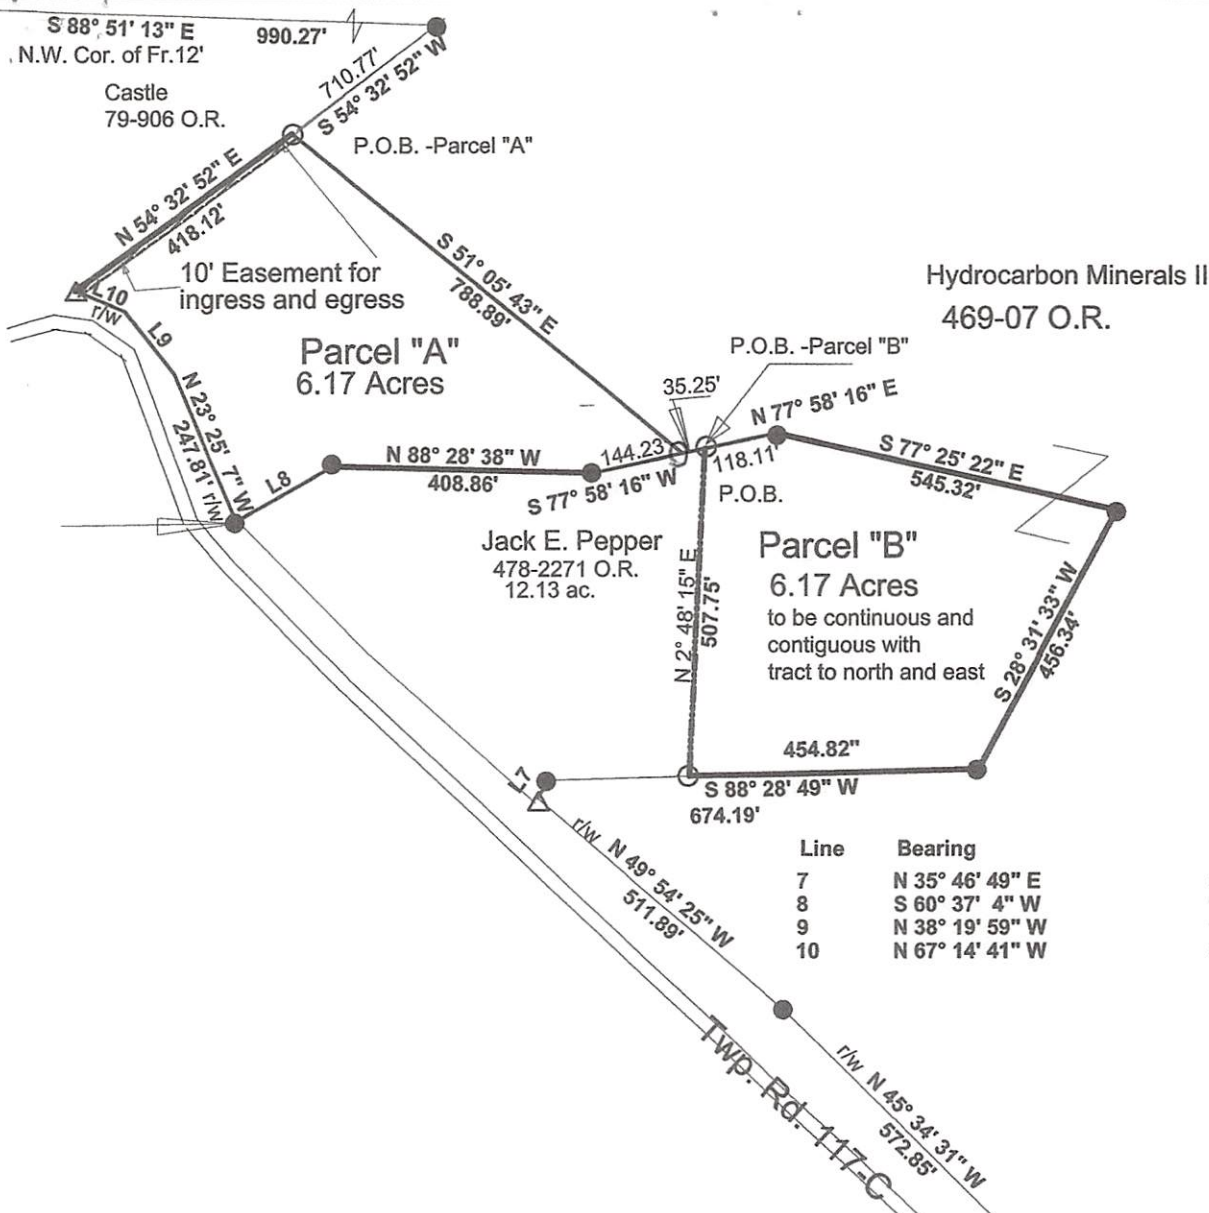 S 88° 51' 13" E 990.27'
N.W. Cor. of Fr.12'
710.77'
S 54° 32' 52" W
Castle
79-906 O.R.
P.O.B. -Parcel "A"
N 54° 32' 52" E
418.12'
10' Easement for
ingress and egress
S 51° 05' 43" E
788.89'
Hydrocarbon Minerals II
469-07 O.R.
L10
r/w
L9
Parcel "A"
6.17 Acres
P.O.B. -Parcel "B"
35.25'
N 77° 58' 16" E
N 23° 25' 7" W
247.81' r/w
L8
N 88° 28' 38" W
408.86'
144.23
S 77° 58' 16" W
118.11'
P.O.B.
S 77° 25' 22" E
545.32'
Jack E. Pepper
478-2271 O.R.
12.13 ac.
N 2° 48' 15" E
507.75'
Parcel "B"
6.17 Acres
to be continuous and
contiguous with
tract to north and east
S 28° 31' 33" W
456.34'
454.82"
S 88° 28' 49" W
674.19'
L7
r/w N 49° 54' 25" W
511.89'
Line Bearing
7 N 35° 46' 49" E
8 S 60° 37' 4" W
9 N 38° 19' 59" W
10 N 67° 14' 41" W
r/w N 45° 34' 31" W
572.85'
Twp. Rd. 117-C